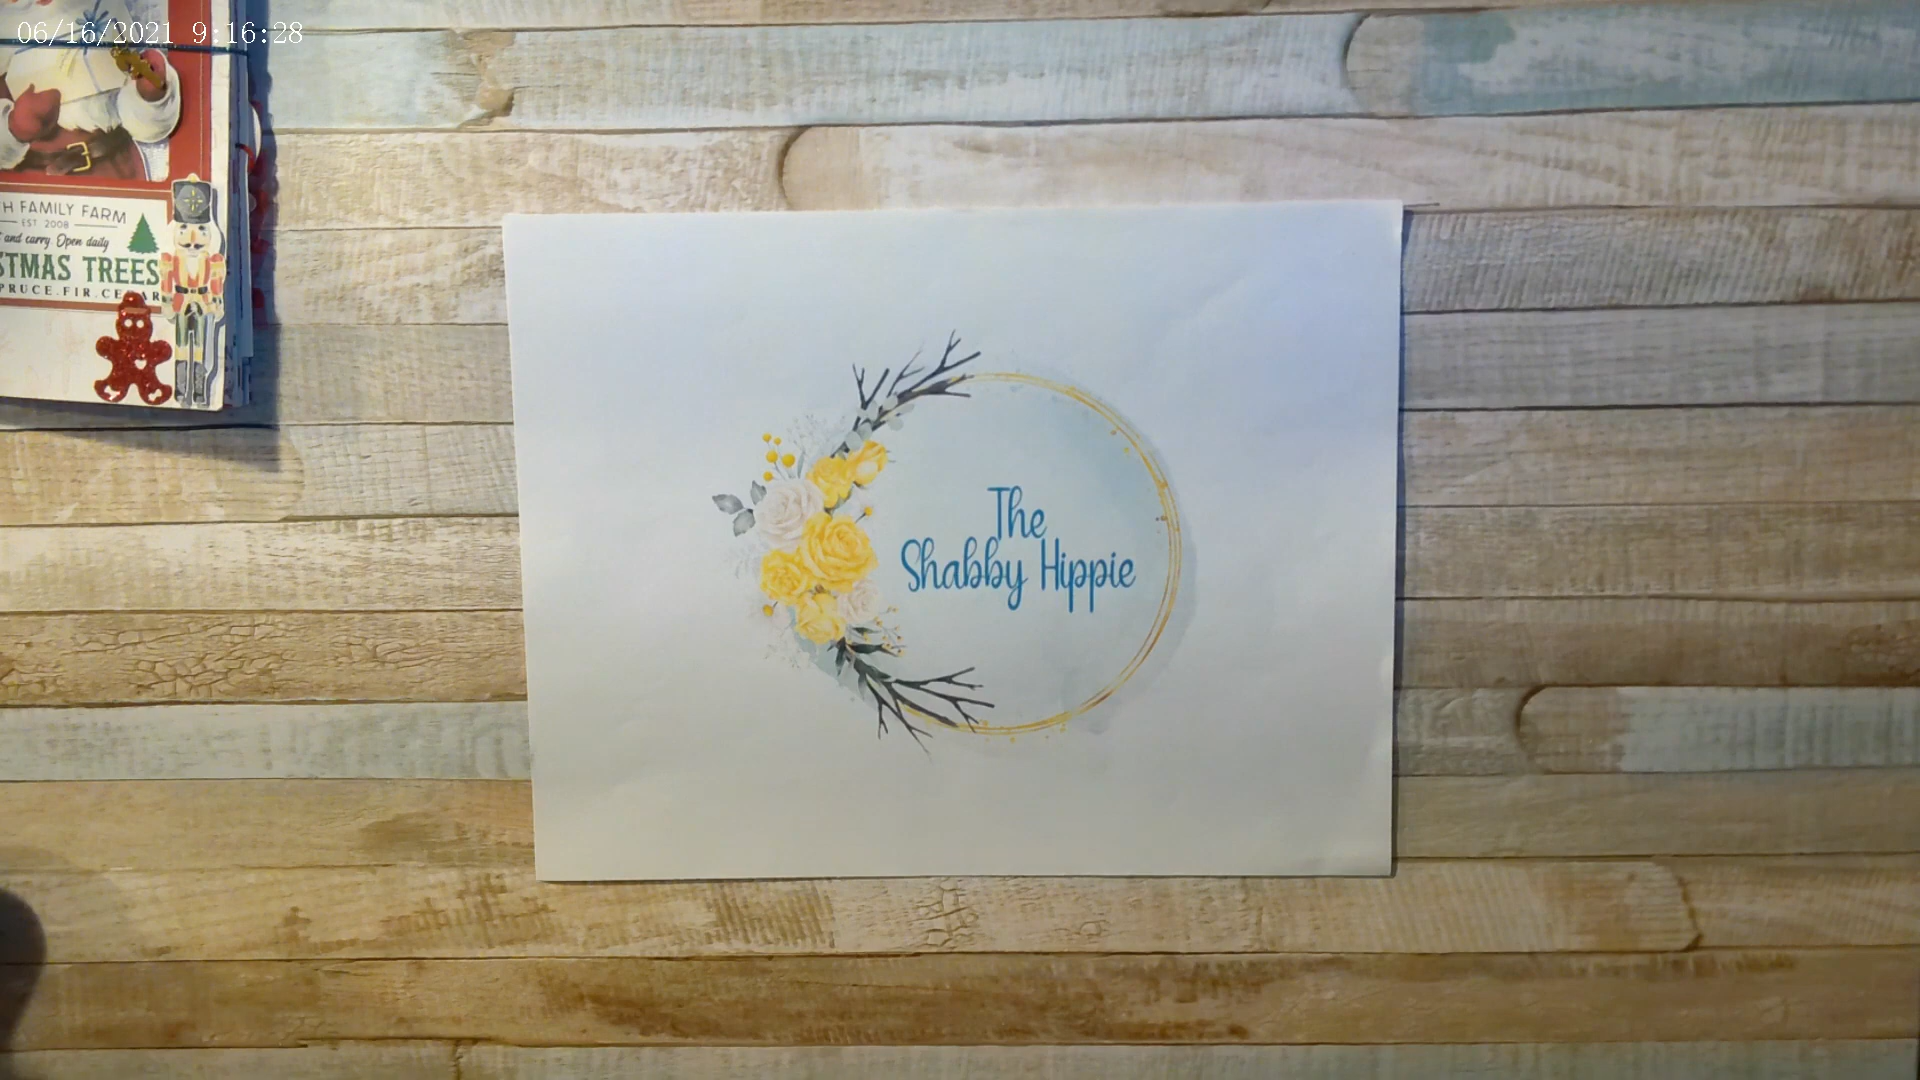 06/16/2021 9:16:28
H FAMILY FARM
EST. 2008
and carry. Open daily
STMAS TREES
PRUCE.FIR.CEDAR
The
Shabby Hippie